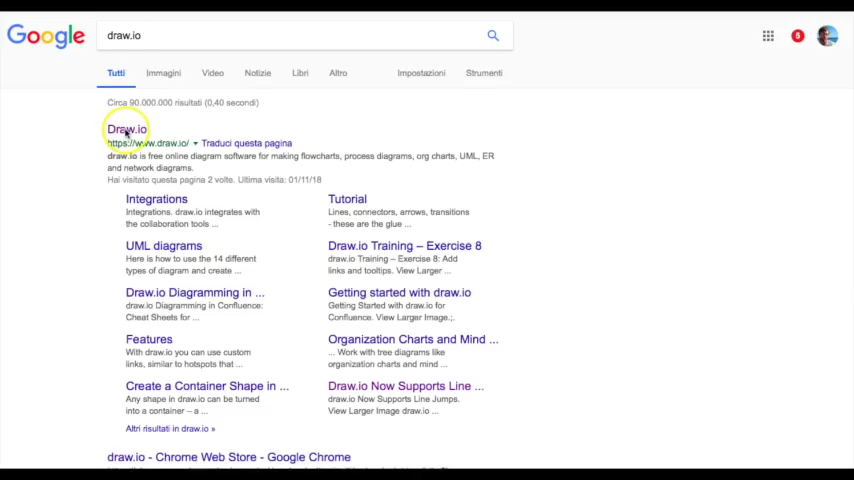 Google
draw.io
5
Tutti Immagini Video Notizie Libri Altro Impostazioni Strumenti
Circa 90.000.000 risultati (0,40 secondi)
Draw.io
https://www.draw.io/ Traduci questa pagina
draw.io is free online diagram software for making flowcharts, process diagrams, org charts, UML, ER
and network diagrams.
Hai visitato questa pagina 2 volte. Ultima visita: 01/11/18
Integrations
Integrations. draw.io integrates with
the collaboration tools ...
Tutorial
Lines, connectors, arrows, transitions
- these are the glue ...
UML diagrams
Here is how to use the 14 different
types of diagram and create ...
Draw.io Training – Exercise 8
draw.io Training – Exercise 8: Add
links and tooltips. View Larger ...
Draw.io Diagramming in ...
draw.io Diagramming in Confluence:
Cheat Sheets for ...
Getting started with draw.io
Getting Started with draw.io for
Confluence. View Larger Image.;.
Features
With draw.io you can use custom
links, similar to hotspots that ...
Organization Charts and Mind ...
... Work with tree diagrams like
organization charts and mind ...
Create a Container Shape in ...
Any shape in draw.io can be turned
into a container – a ...
Draw.io Now Supports Line ...
draw.io Now Supports Line Jumps.
View Larger Image draw.io ...
Altri risultati in draw.io »
draw.io - Chrome Web Store - Google Chrome